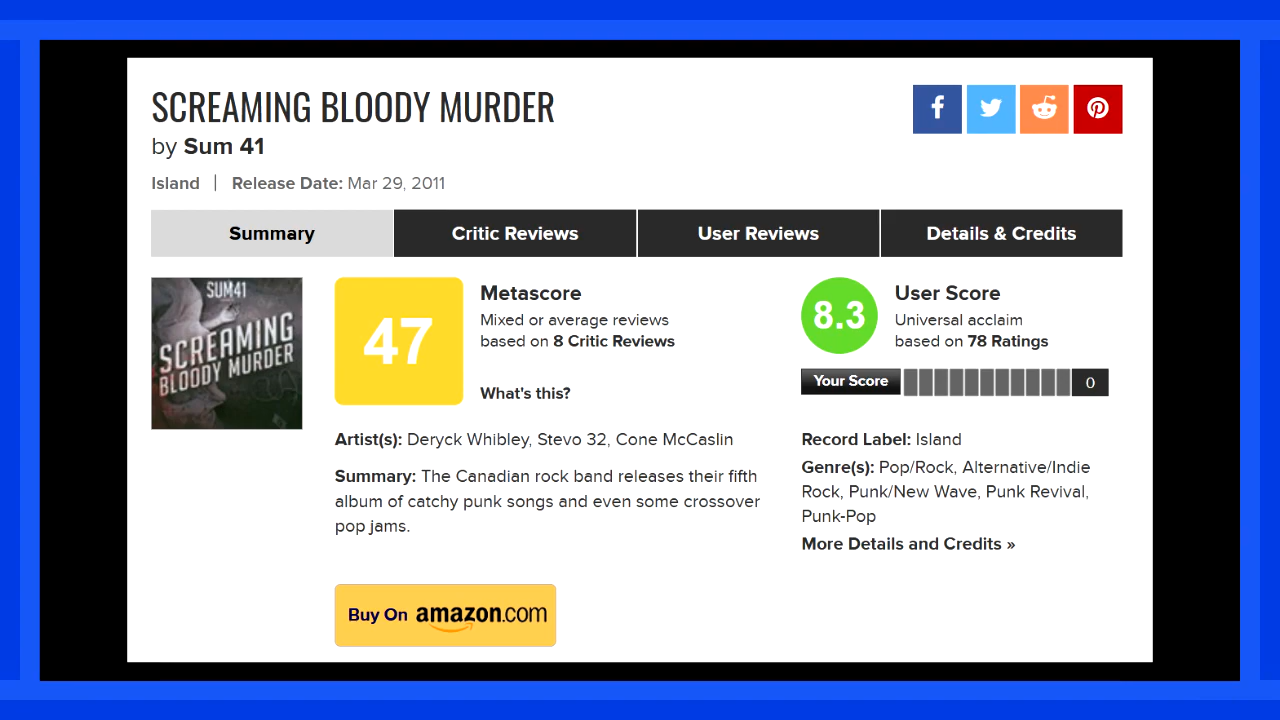 SCREAMING BLOODY MURDER
by Sum 41
Island | Release Date: Mar 29, 2011
Summary
Critic Reviews
User Reviews
Details & Credits
SUM41
SCREAMING
BLOODY MURDER
47
Metascore
Mixed or average reviews
based on 8 Critic Reviews
What's this?
8.3
User Score
Universal acclaim
based on 78 Ratings
Your Score
0
Artist(s): Deryck Whibley, Stevo 32, Cone McCaslin
Summary: The Canadian rock band releases their fifth
album of catchy punk songs and even some crossover
pop jams.
Record Label: Island
Genre(s): Pop/Rock, Alternative/Indie
Rock, Punk/New Wave, Punk Revival,
Punk-Pop
More Details and Credits »
Buy On amazon.com